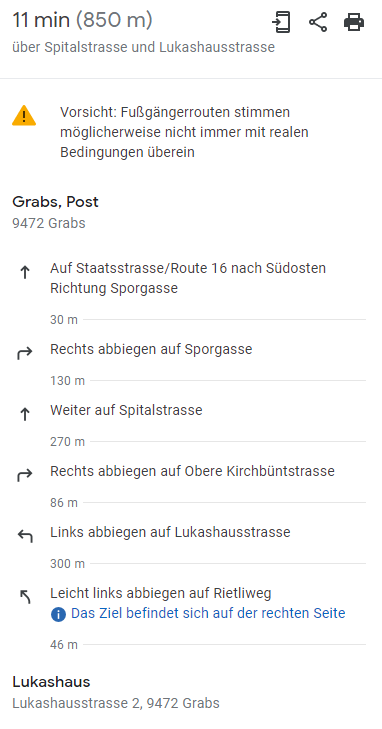 11 min (850 m)
über Spitalstrasse und Lukashausstrasse
Vorsicht: Fußgängerrouten stimmen
möglicherweise nicht immer mit realen
Bedingungen überein
Grabs, Post
9472 Grabs
Auf Staatsstrasse/Route 16 nach Südosten
Richtung Sporgasse
30 m
Rechts abbiegen auf Sporgasse
130 m
Weiter auf Spitalstrasse
270 m
Rechts abbiegen auf Obere Kirchbüntstrasse
86 m
Links abbiegen auf Lukashausstrasse
300 m
Leicht links abbiegen auf Rietliweg
Das Ziel befindet sich auf der rechten Seite
46 m
Lukashaus
Lukashausstrasse 2, 9472 Grabs